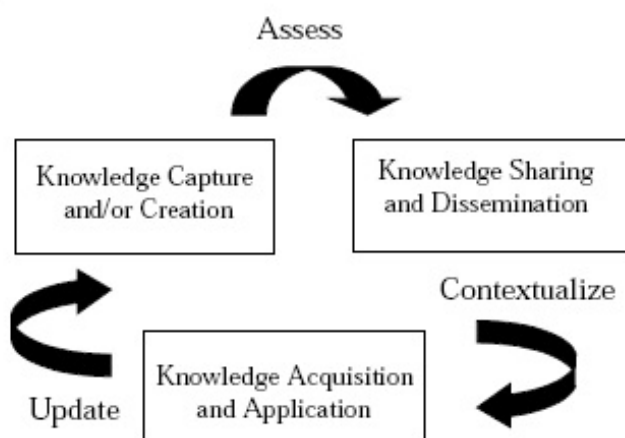 Assess
Knowledge Capture
and/or Creation
Knowledge Sharing
and Dissemination
Contextualize
Knowledge Acquisition
and Application
Update